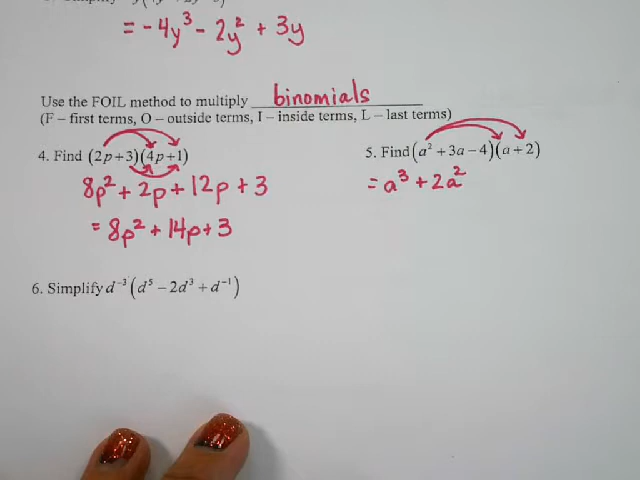 = -4y³ - 2y² + 3y
Use the FOIL method to multiply binomials
(F – first terms, O – outside terms, I – inside terms, L – last terms)
4. Find (2p+3)(4p+1)
8p² + 2p + 12p + 3
= 8p² + 14p + 3
5. Find (a² + 3a − 4)(a + 2)
= a³ + 2a²
6. Simplify d⁻³(d⁵ − 2d³ + d⁻¹)